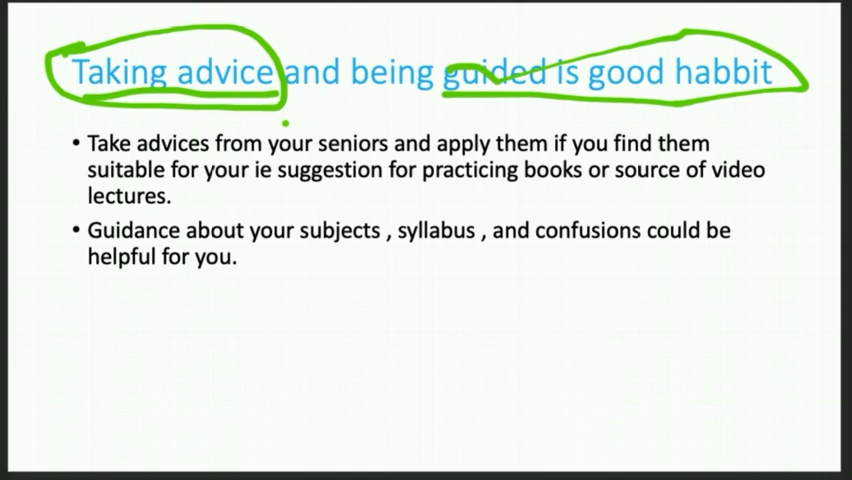 Taking advice and being guided is good habbit
• Take advices from your seniors and apply them if you find them
suitable for your ie suggestion for practicing books or source of video
lectures.
• Guidance about your subjects , syllabus , and confusions could be
helpful for you.